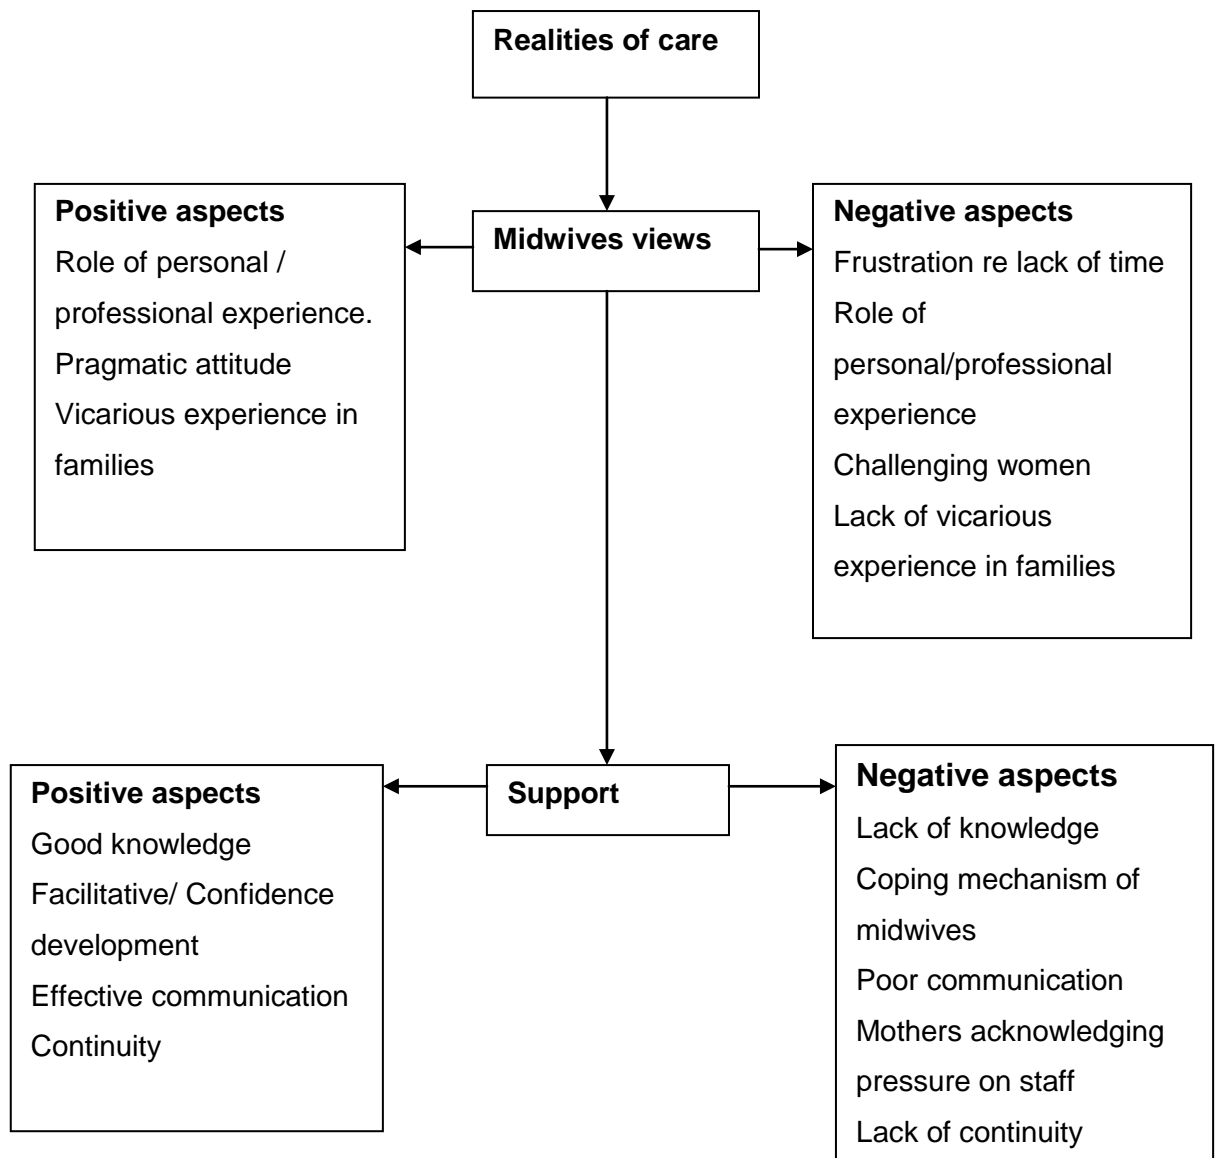 Realities of care
Positive aspects
Role of personal /
professional experience.
Pragmatic attitude
Vicarious experience in
families
Midwives views
Negative aspects
Frustration re lack of time
Role of
personal/professional
experience
Challenging women
Lack of vicarious
experience in families
Positive aspects
Good knowledge
Facilitative/ Confidence
development
Effective communication
Continuity
Support
Negative aspects
Lack of knowledge
Coping mechanism of
midwives
Poor communication
Mothers acknowledging
pressure on staff
Lack of continuity